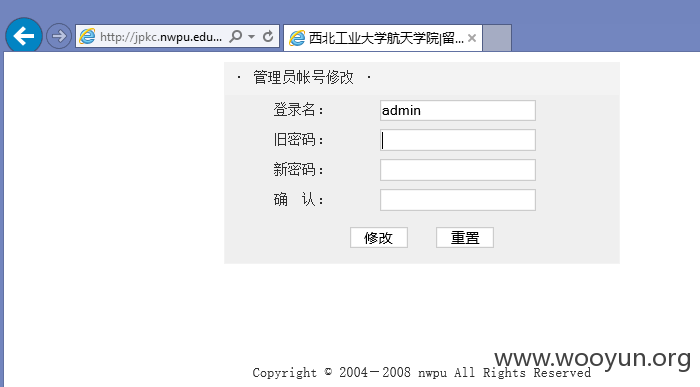 http://jpkc.nwpu.edu... 西北工业大学航天学院|留...
· 管理员帐号修改 ·
登录名： admin
旧密码：
新密码：
确 认：
修改 重置
www.wooyun.org
Copyright © 2004－2008 nwpu All Rights Reserved